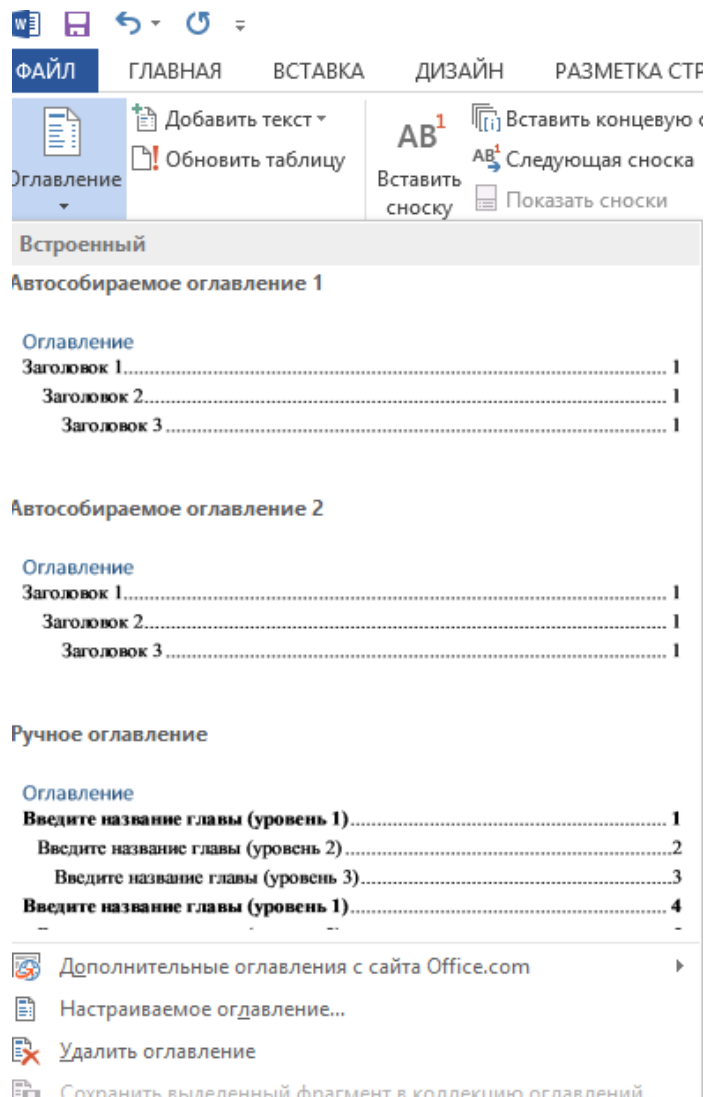 ФАЙЛ ГЛАВНАЯ ВСТАВКА ДИЗАЙН РАЗМЕТКА СТР
Оглавление
Добавить текст
Обновить таблицу
AB1
Вставить
сноску
[i] Вставить концевую с
AB1 Следующая сноска
Показать сноски
Встроенный
Автособираемое оглавление 1
Оглавление
Заголовок 1 1
Заголовок 2 1
Заголовок 3 1
Автособираемое оглавление 2
Оглавление
Заголовок 1 1
Заголовок 2 1
Заголовок 3 1
Ручное оглавление
Оглавление
Введите название главы (уровень 1) 1
Введите название главы (уровень 2) 2
Введите название главы (уровень 3) 3
Введите название главы (уровень 1) 4
Дополнительные оглавления с сайта Office.com
Настраиваемое оглавление...
Удалить оглавление
Сохранить выделенный фрагмент в коллекцию оглавлений